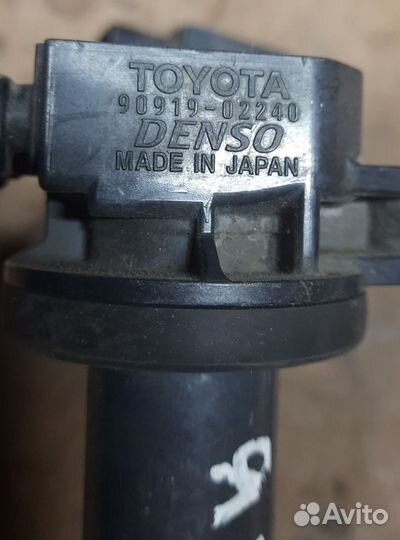 TOYOTA
90919-02240
DENSO
MADE IN JAPAN
Avito